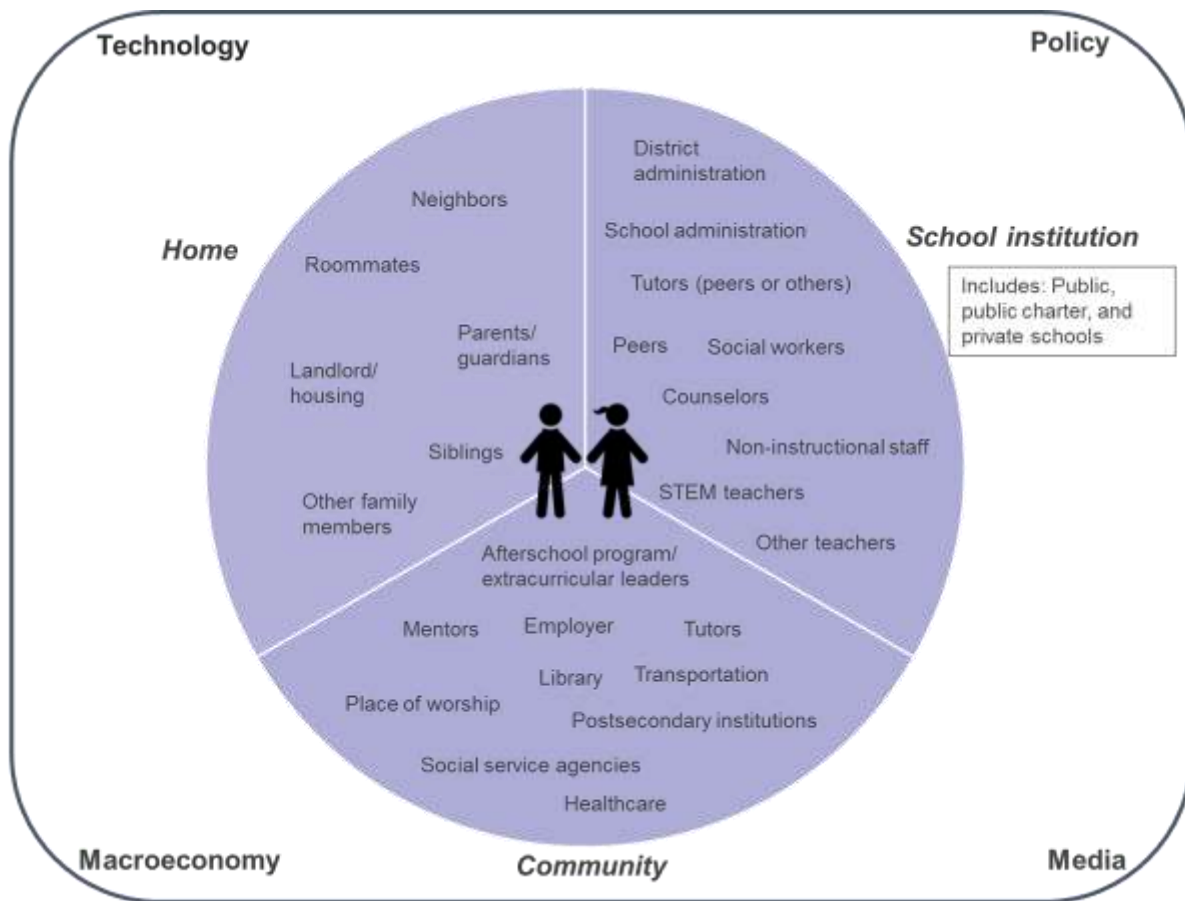 Technology
Policy
District
administration
Neighbors
School administration
School institution
Home
Roommates
Tutors (peers or others)
Includes: Public,
public charter, and
private schools
Parents/
guardians
Peers
Social workers
Landlord/
housing
Counselors
Siblings
Non-instructional staff
STEM teachers
Other family
members
Other teachers
Afterschool program/
extracurricular leaders
Mentors
Employer
Tutors
Library
Transportation
Place of worship
Postsecondary institutions
Social service agencies
Healthcare
Macroeconomy
Community
Media